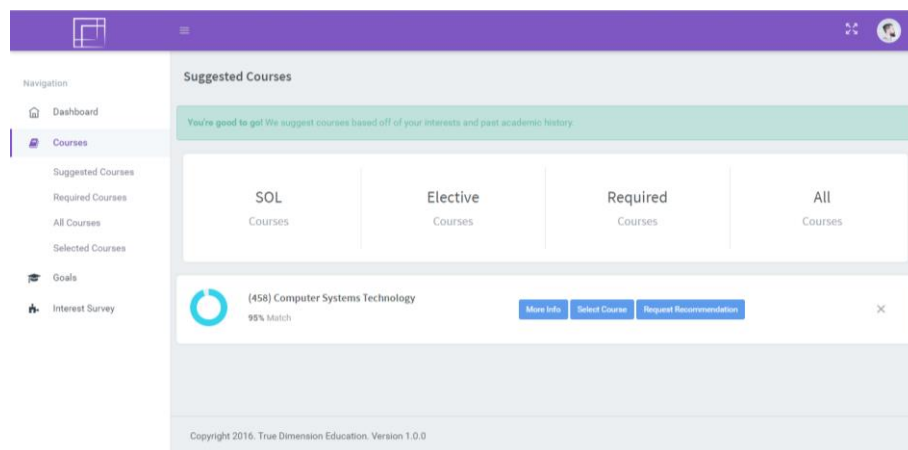 Navigation
Dashboard
Courses
Suggested Courses
Required Courses
All Courses
Selected Courses
Goals
Interest Survey
Suggested Courses
You're good to go! We suggest courses based off of your interests and past academic history.
SOL
Courses
Elective
Courses
Required
Courses
All
Courses
(458) Computer Systems Technology
95% Match
More Info
Select Course
Request Recommendation
Copyright 2016. True Dimension Education. Version 1.0.0